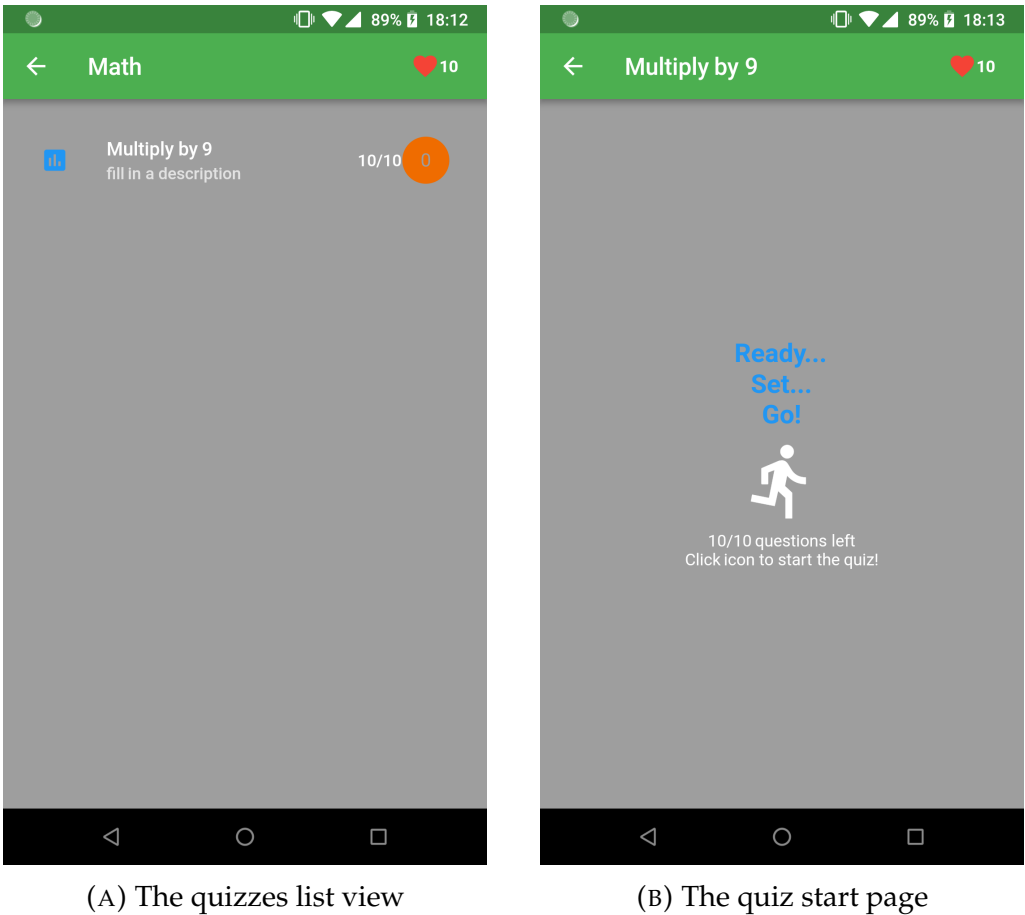 89% 18:12
Math
10
Multiply by 9
fill in a description
10/10
0
(A) The quizzes list view
89% 18:13
Multiply by 9
10
Ready...
Set...
Go!
10/10 questions left
Click icon to start the quiz!
(B) The quiz start page